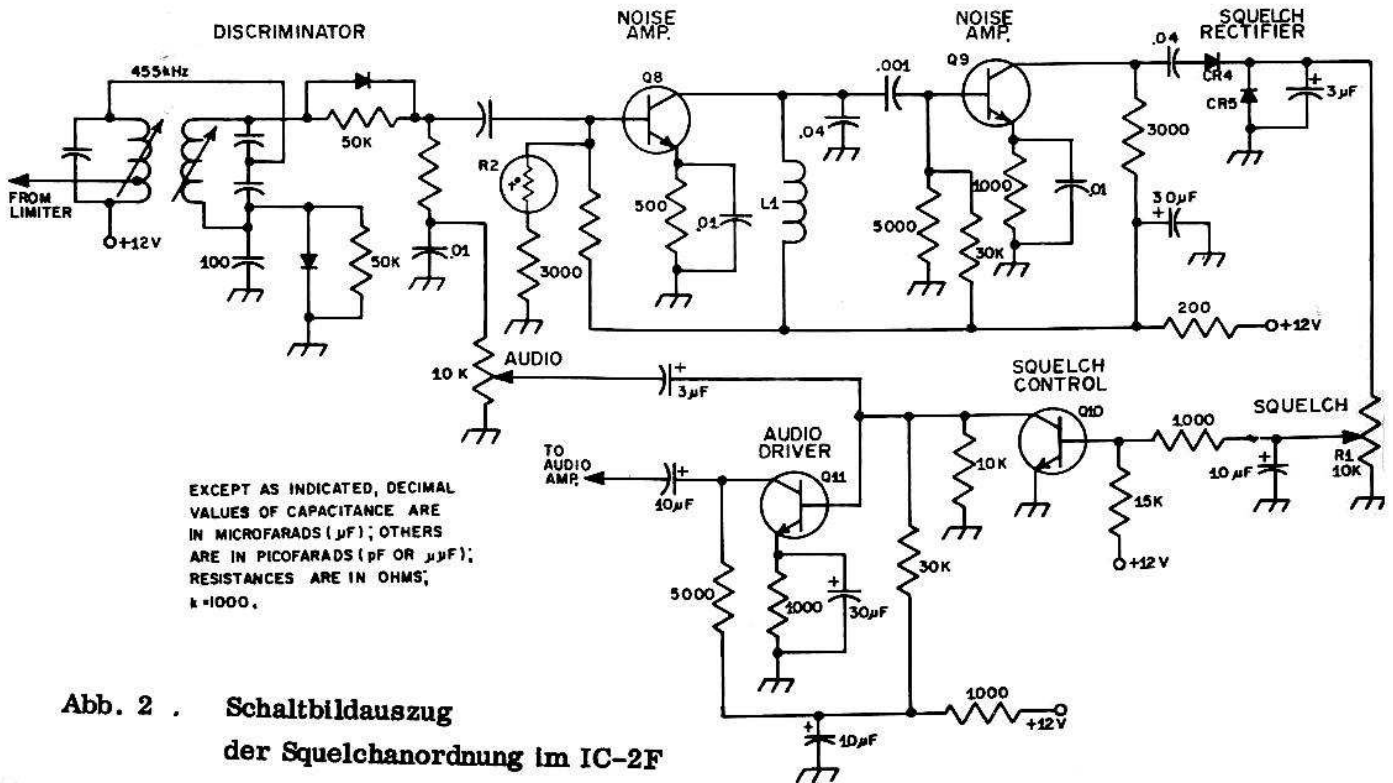 DISCRIMINATOR
NOISE
AMP.
NOISE
AMP.
SQUELCH
RECTIFIER
455kHz
50K
FROM
LIMITER
+12V
100
50K
.01
R2
t°
3000
Q8
500
.01
L1
.04
.001
Q9
5000
30K
1000
.01
.04
CR4
CR5
+
3µF
3000
+
30µF
200
+12V
10K
AUDIO
+
3µF
SQUELCH
CONTROL
Q10
1000
SQUELCH
+
10µF
R1
10K
15K
+12V
10K
30K
AUDIO
DRIVER
Q11
TO
AUDIO
AMP.
+
10µF
5000
1000
+
30µF
1000
+12V
+
10µF
EXCEPT AS INDICATED, DECIMAL
VALUES OF CAPACITANCE ARE
IN MICROFARADS (µF); OTHERS
ARE IN PICOFARADS (pF OR µµF);
RESISTANCES ARE IN OHMS;
k=1000.
Abb. 2 . Schaltbildauszug
der Squelchanordnung im IC-2F